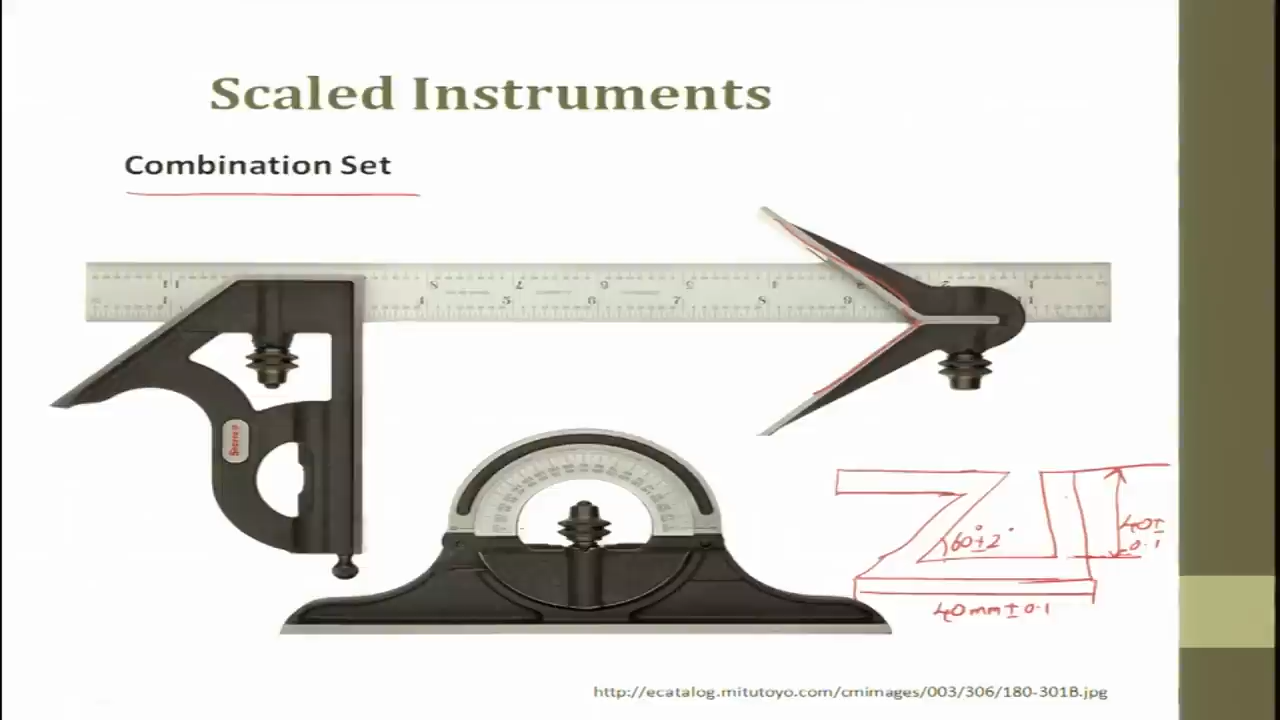 Scaled Instruments
Combination Set
60°±2°
40±
0.1
40mm±0.1
http://ecatalog.mitutoyo.com/cmimages/003/306/180-301B.jpg